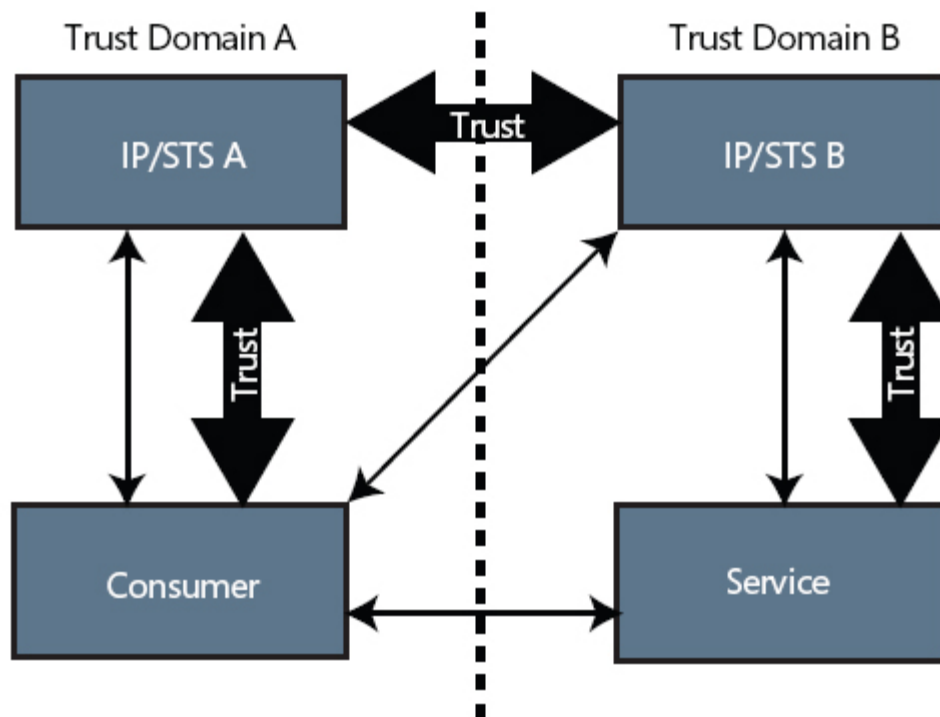 Trust Domain A
Trust Domain B
IP/STS A
Trust
IP/STS B
Trust
Trust
Consumer
Service